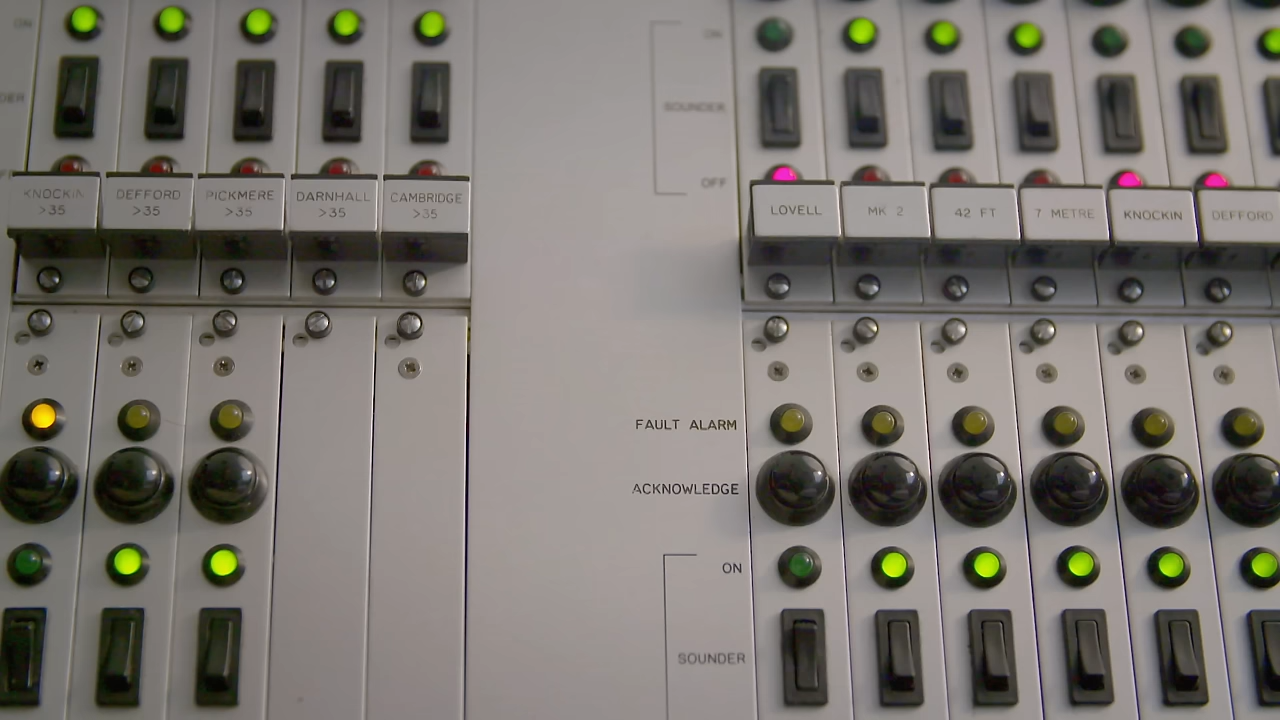 ON
SOUNDER
OFF
KNOCKIN
>35
DEFFORD
>35
PICKMERE
>35
DARNHALL
>35
CAMBRIDGE
>35
LOVELL
MK 2
42 FT
7 METRE
KNOCKIN
DEFFORD
FAULT ALARM
ACKNOWLEDGE
ON
SOUNDER